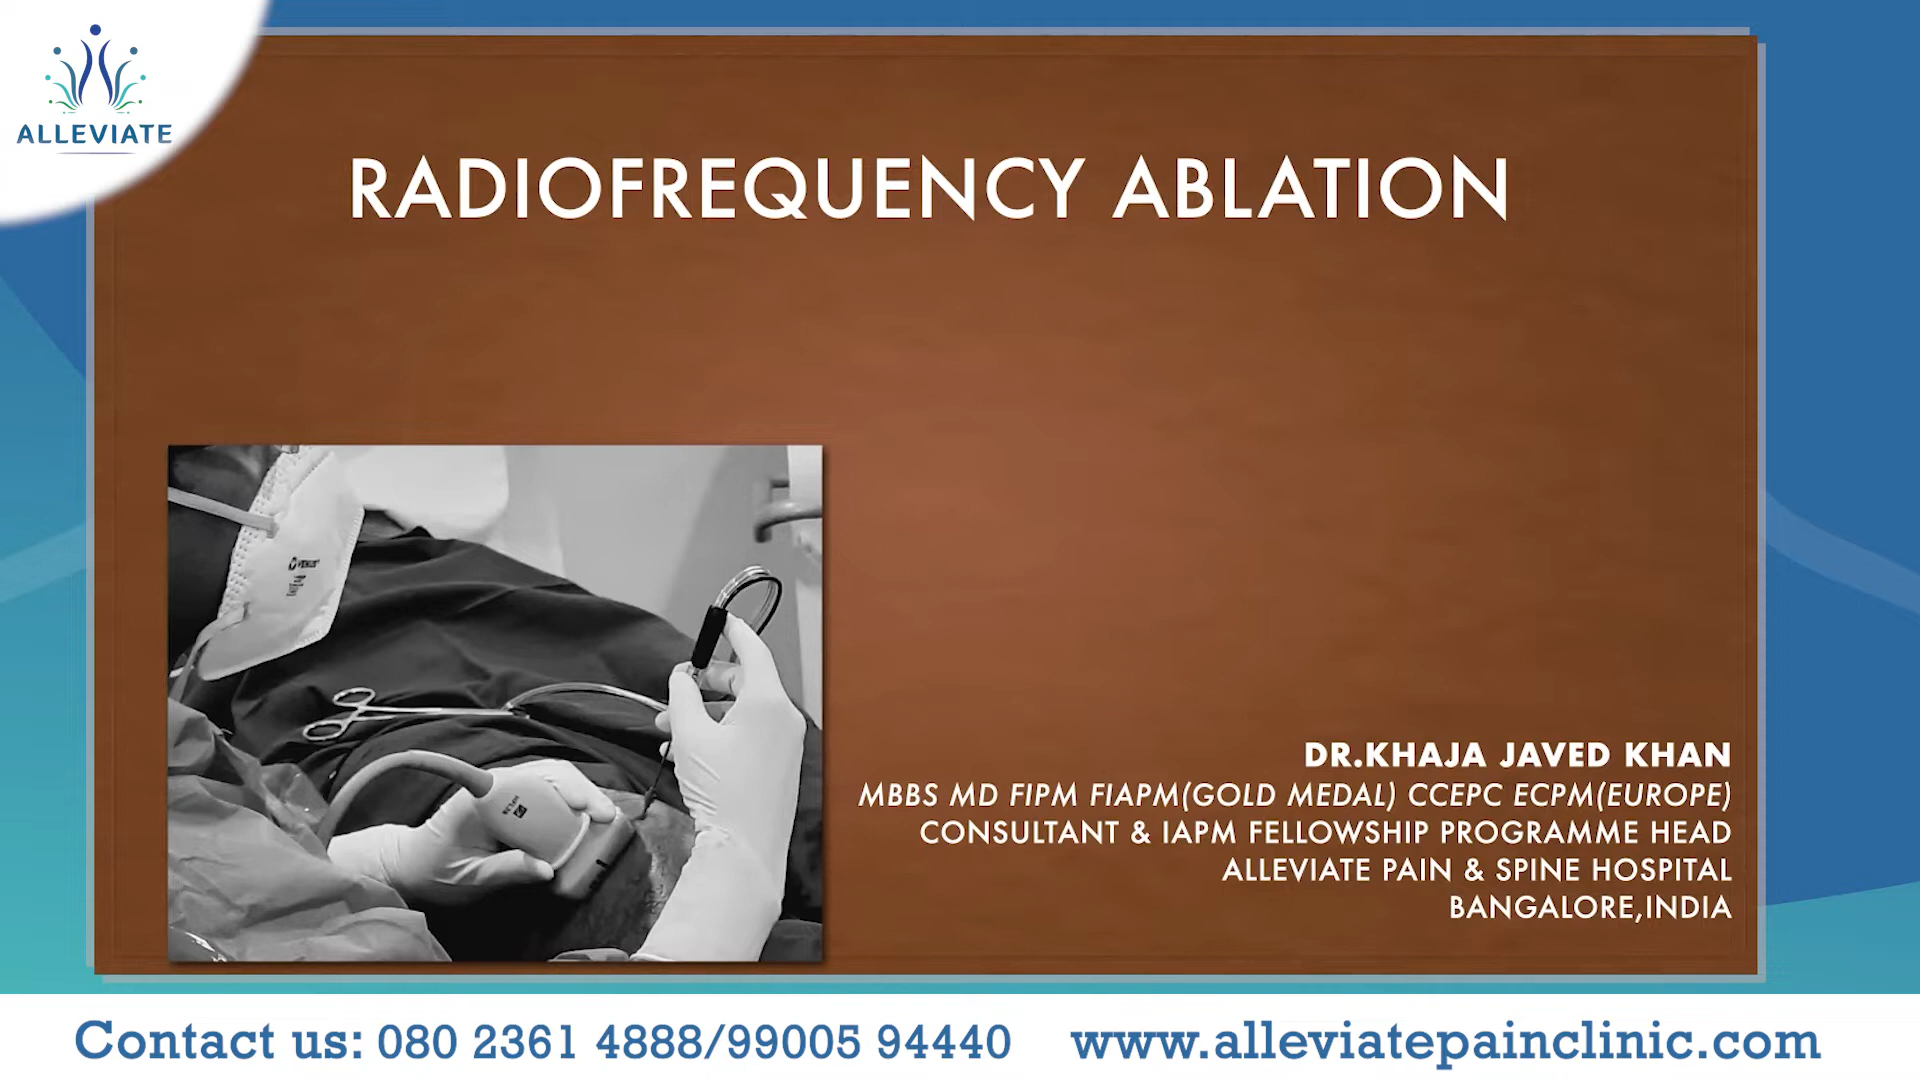 ALLEVIATE
RADIOFREQUENCY ABLATION
VENUS
DR.KHAJA JAVED KHAN
MBBS MD FIPM FIAPM(GOLD MEDAL) CCEPC ECPM(EUROPE)
CONSULTANT & IAPM FELLOWSHIP PROGRAMME HEAD
ALLEVIATE PAIN & SPINE HOSPITAL
BANGALORE,INDIA
Contact us: 080 2361 4888/99005 94440 www.alleviatepainclinic.com